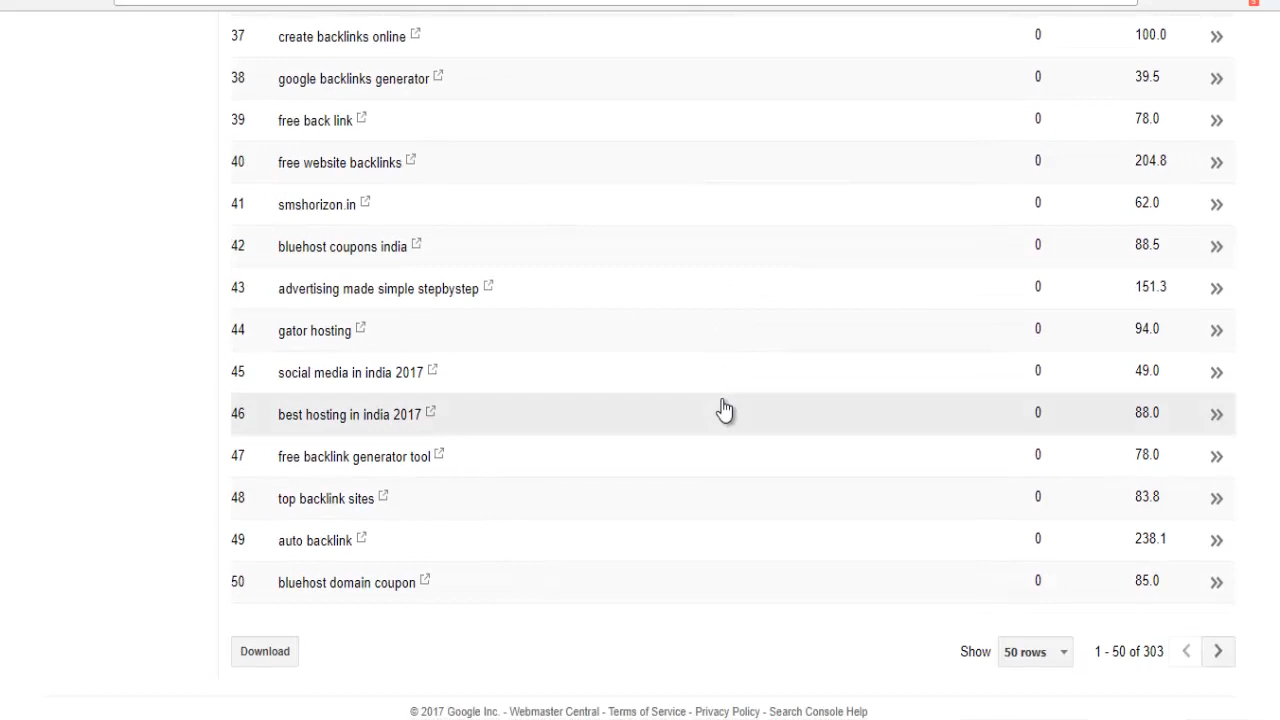 37 create backlinks online 0 100.0 »
38 google backlinks generator 0 39.5 »
39 free back link 0 78.0 »
40 free website backlinks 0 204.8 »
41 smshorizon.in 0 62.0 »
42 bluehost coupons india 0 88.5 »
43 advertising made simple stepbystep 0 151.3 »
44 gator hosting 0 94.0 »
45 social media in india 2017 0 49.0 »
46 best hosting in india 2017 0 88.0 »
47 free backlink generator tool 0 78.0 »
48 top backlink sites 0 83.8 »
49 auto backlink 0 238.1 »
50 bluehost domain coupon 0 85.0 »
Download Show 50 rows 1 - 50 of 303
© 2017 Google Inc. - Webmaster Central - Terms of Service - Privacy Policy - Search Console Help